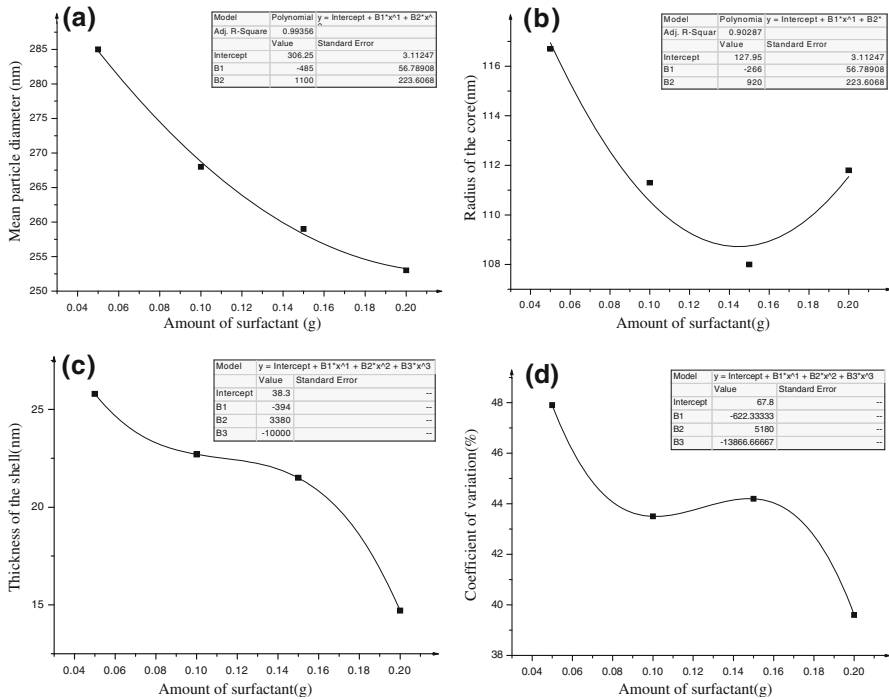 (a)
Model Polynomial y = Intercept + B1*x^1 + B2*x^
2
Adj. R-Squar 0.99356
Value Standard Error
Intercept 306.25 3.11247
B1 -485 56.78908
B2 1100 223.6068
Mean particle diameter (nm)
285
280
275
270
265
260
255
250
0.04 0.06 0.08 0.10 0.12 0.14 0.16 0.18 0.20
Amount of surfactant (g)
(b)
Model Polynomia y = Intercept + B1*x^1 + B2*
Adj. R-Squar 0.90287
Value Standard Error
Intercept 127.95 3.11247
B1 -266 56.78908
B2 920 223.6068
Radius of the core(nm)
116
114
112
110
108
0.04 0.06 0.08 0.10 0.12 0.14 0.16 0.18 0.20
Amount of surfactant(g)
(c)
Model y = Intercept + B1*x^1 + B2*x^2 + B3*x^3
Value Standard Error
Intercept 38.3 --
B1 -394 --
B2 3380 --
B3 -10000 --
Thickness of the shell(nm)
25
20
15
0.04 0.06 0.08 0.10 0.12 0.14 0.16 0.18 0.20
Amount of surfactant(g)
(d)
Model y = Intercept + B1*x^1 + B2*x^2 + B3*x^3
Value Standard Error
Intercept 67.8 --
B1 -622.33333 --
B2 5180 --
B3 -13866.66667 --
Coefficient of variation(%)
48
46
44
42
40
38
0.04 0.06 0.08 0.10 0.12 0.14 0.16 0.18 0.20
Amount of surfactant(g)